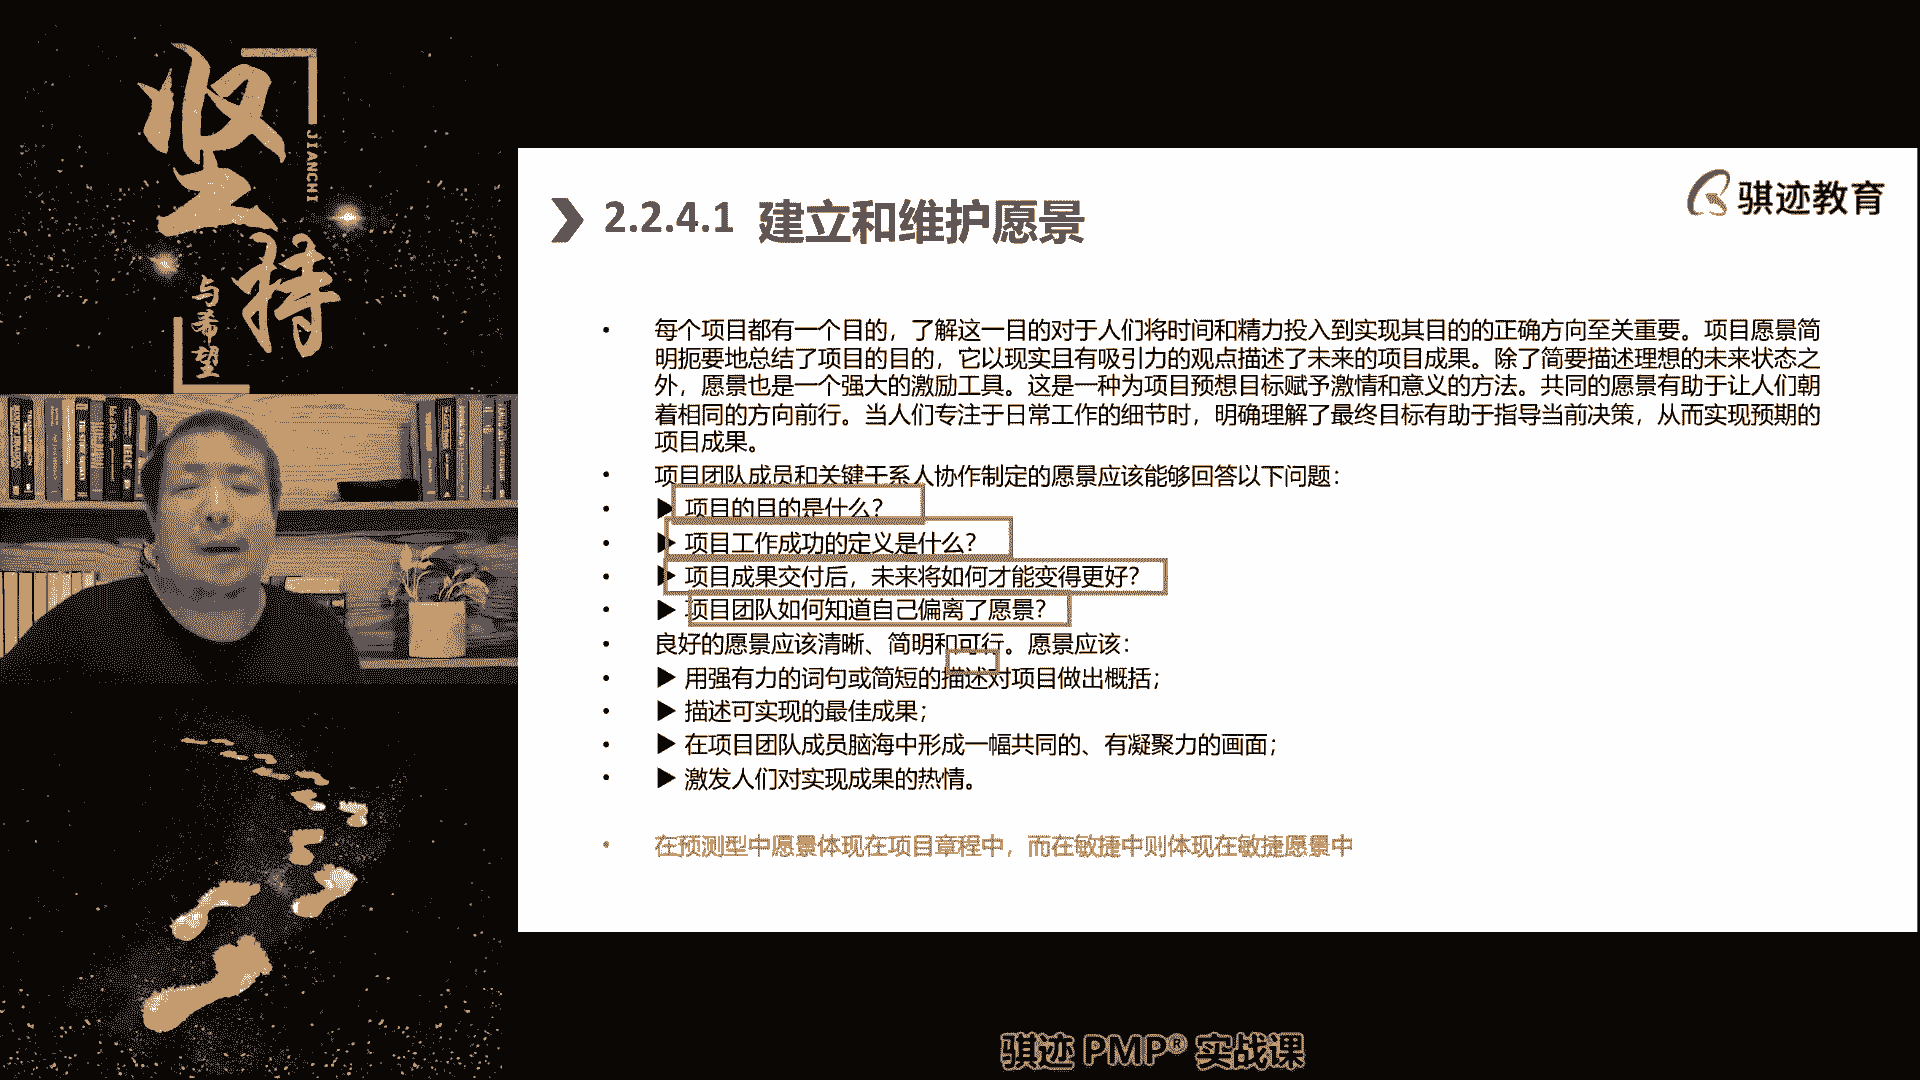 坚持
JIANCHI
与希望
骐迹教育
2.2.4.1 建立和维护愿景
• 每个项目都有一个目的，了解这一目的对于人们将时间和精力投入到实现其目的的正确方向至关重要。项目愿景简
明扼要地总结了项目的目的，它以现实且有吸引力的观点描述了未来的项目成果。除了简要描述理想的未来状态之
外，愿景也是一个强大的激励工具。这是一种为项目预想目标赋予激情和意义的方法。共同的愿景有助于让人们朝
着相同的方向前行。当人们专注于日常工作的细节时，明确理解了最终目标有助于指导当前决策，从而实现预期的
项目成果。
• 项目团队成员和关键干系人协作制定的愿景应该能够回答以下问题：
• ▶ 项目的目的是什么？
• ▶ 项目工作成功的定义是什么？
• ▶ 项目成果交付后，未来将如何才能变得更好？
• ▶ 项目团队如何知道自己偏离了愿景？
• 良好的愿景应该清晰、简明和可行。愿景应该：
• ▶ 用强有力的词句或简短的描述对项目做出概括；
• ▶ 描述可实现的最佳成果；
• ▶ 在项目团队成员脑海中形成一幅共同的、有凝聚力的画面；
• ▶ 激发人们对实现成果的热情。
• 在预测型中愿景体现在项目章程中，而在敏捷中则体现在敏捷愿景中
骐迹 PMP® 实战课